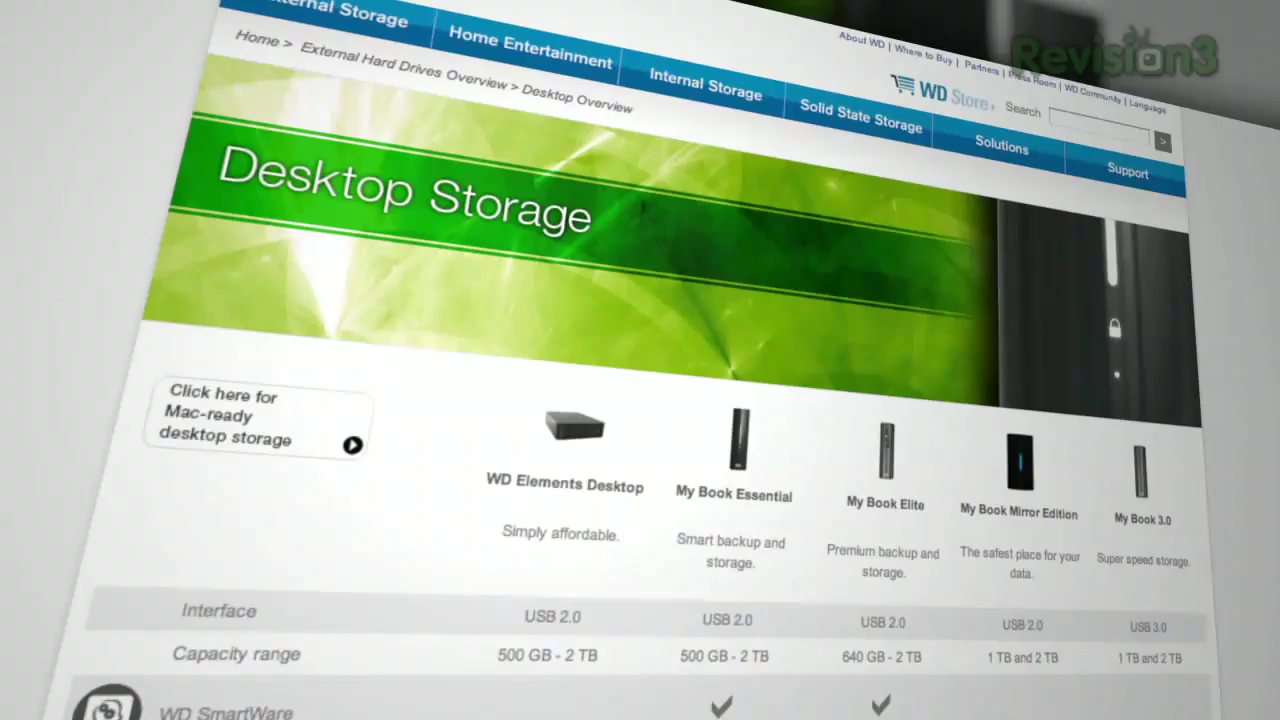 Revision3
About WD | Where to Buy | Partners | Press Room | WD Community | Language
WD Store
Search
External Storage
Home Entertainment
Internal Storage
Solid State Storage
Solutions
Support
Home > External Hard Drives Overview > Desktop Overview
Desktop Storage
Click here for
Mac-ready
desktop storage
WD Elements Desktop
My Book Essential
My Book Elite
My Book Mirror Edition
My Book 3.0
Simply affordable.
Smart backup and
storage.
Premium backup and
storage.
The safest place for your
data.
Super speed storage.
Interface
USB 2.0
USB 2.0
USB 2.0
USB 2.0
USB 3.0
Capacity range
500 GB - 2 TB
500 GB - 2 TB
640 GB - 2 TB
1 TB and 2 TB
1 TB and 2 TB
WD SmartWare